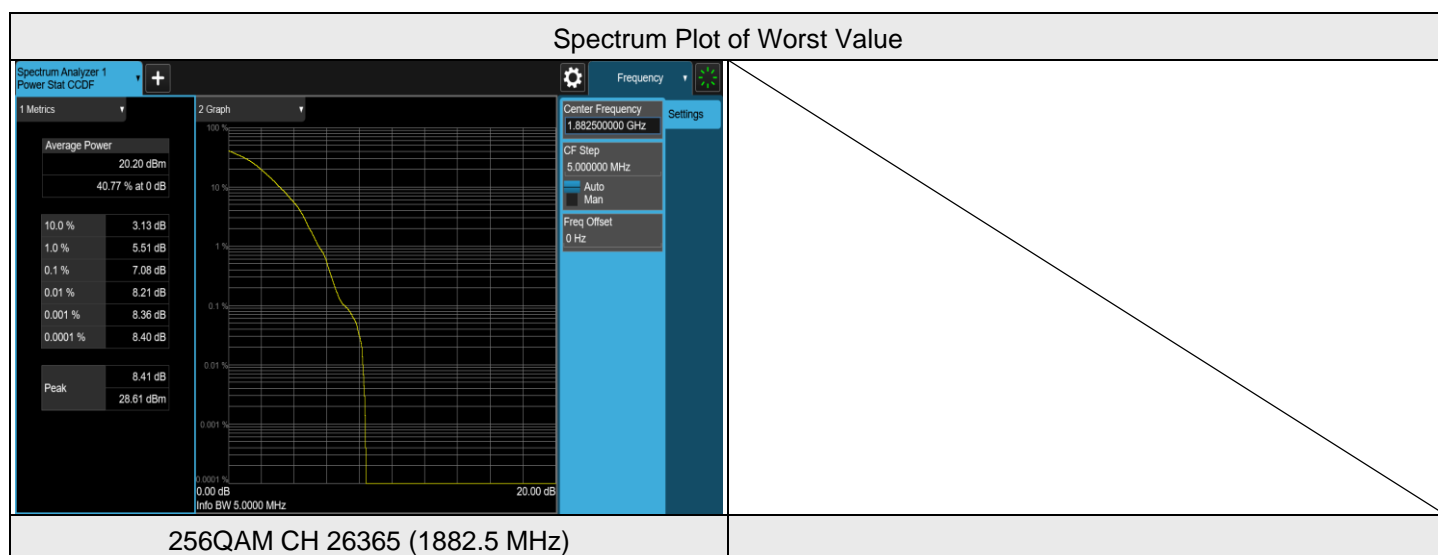 Spectrum Plot of Worst Value
Spectrum Analyzer 1
Power Stat CCDF
+
Frequency
1 Metrics
2 Graph
Center Frequency
1.882500000 GHz
Settings
CF Step
5.000000 MHz
Auto
Man
Freq Offset
0 Hz
Average Power
20.20 dBm
40.77 % at 0 dB
10.0 % 3.13 dB
1.0 % 5.51 dB
0.1 % 7.08 dB
0.01 % 8.21 dB
0.001 % 8.36 dB
0.0001 % 8.40 dB
Peak
8.41 dB
28.61 dBm
100 %
10 %
1 %
0.1 %
0.01 %
0.001 %
0.0001 %
0.00 dB 20.00 dB
Info BW 5.0000 MHz
256QAM CH 26365 (1882.5 MHz)